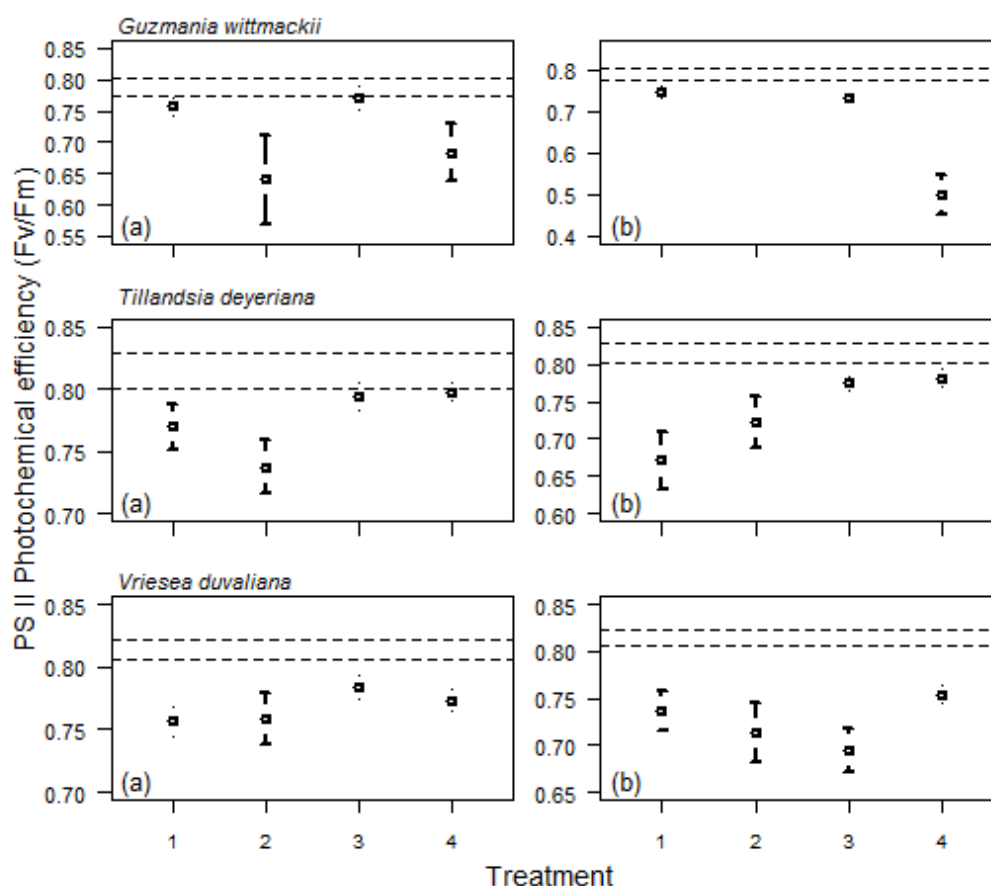 Guzmania wittmackii
0.85
0.80
0.75
0.70
0.65
0.60
0.55
(a)
0.8
0.7
0.6
0.5
0.4
(b)
PS II Photochemical efficiency (Fv/Fm)
Tillandsia deyeriana
0.85
0.80
0.75
0.70
(a)
0.85
0.80
0.75
0.70
0.65
0.60
(b)
Vriesea duvaliana
0.85
0.80
0.75
0.70
(a)
0.85
0.80
0.75
0.70
0.65
(b)
1 2 3 4
1 2 3 4
Treatment